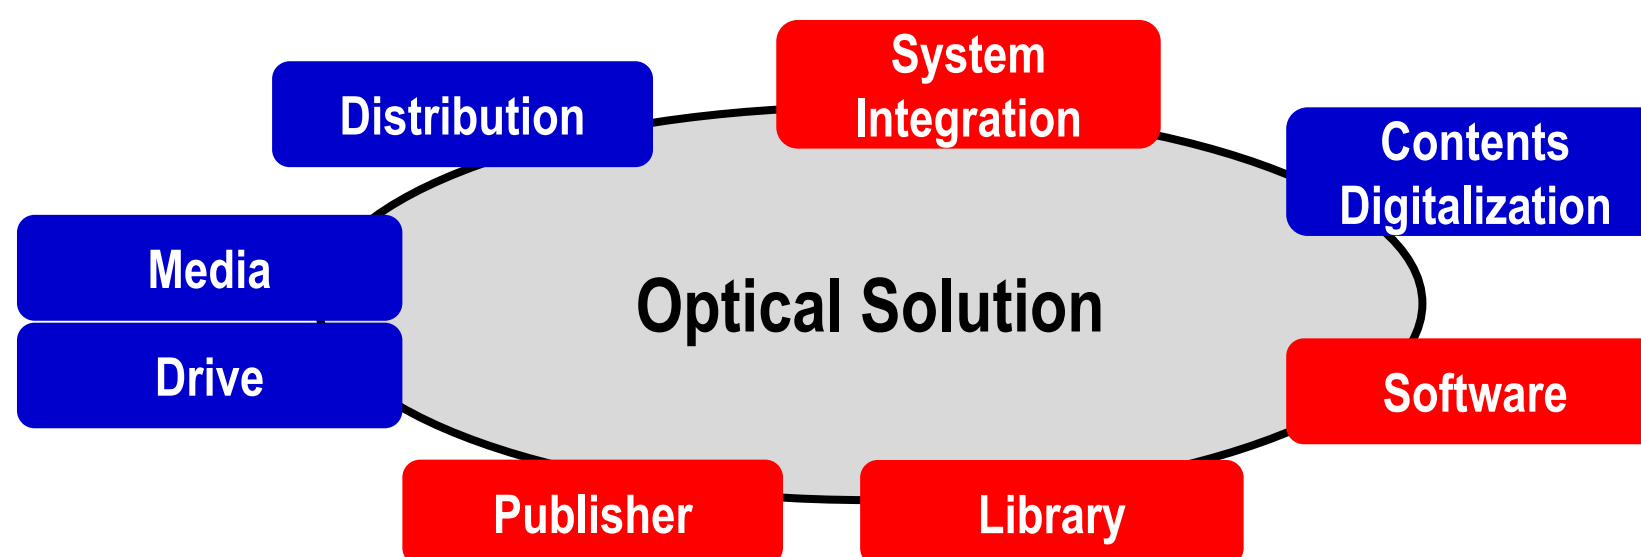 System
Integration
Distribution
Contents
Digitalization
Media
Optical Solution
Drive
Software
Publisher
Library